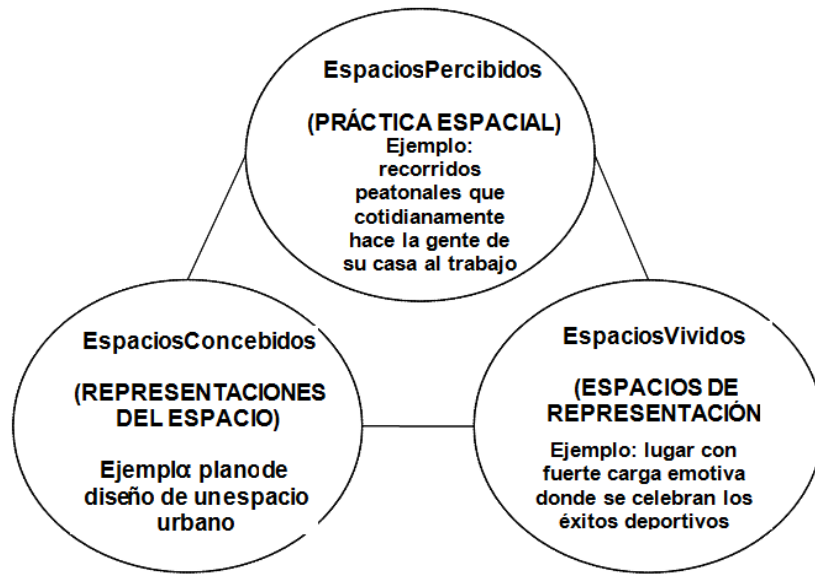 EspaciosPercibidos
(PRÁCTICA ESPACIAL)
Ejemplo:
recorridos
peatonales que
cotidianamente
hace la gente de
su casa al trabajo
EspaciosConcebidos
(REPRESENTACIONES
DEL ESPACIO)
Ejemplα planode
diseño de unespacio
urbano
EspaciosVividos
(ESPACIOS DE
REPRESENTACIÓN
Ejemplo: lugar con
fuerte carga emotiva
donde se celebran los
éxitos deportivos